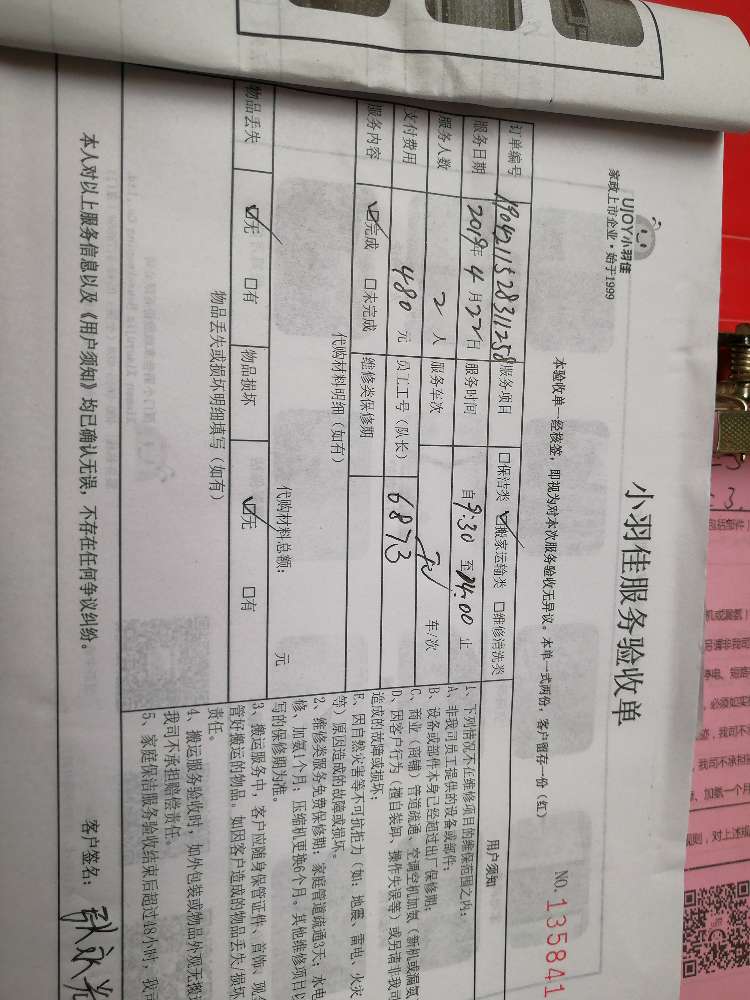 UJOY小羽佳
家政上市企业·始于1999
小羽佳服务验收单
本验收单一经核签，即视为对本次服务验收无异议。本单一式两份，客户留存一份（红）
NO.135841
订单编号 服务项目 □保洁类 ☑搬家运输类 □维修清洗类
服务日期 2019年4月22日 服务时间 自9:30至14:00止
服务人数 2人 服务车次 车/次
支付费用 480元 员工工号（队长） 6873
服务内容 ☑完成 □未完成 维修类保修期
代购材料明细（如有）
代购材料总额： 元
物品丢失 ☑无 □有 物品损坏 ☑无 □有
物品丢失或损坏明细填写（如有）
用户须知
1、下列情况不在维修项目的维保范围之内：
A、非我司员工提供的设备或部件；
B、设备或部件本身已经超过出厂保修期；
C、商业（商铺）管道疏通、空调空机加氨（新机或漏氨
D、因客户行为（擅自装卸、操作失误等）或另请非我司
造成的故障或损坏；
E、因自然灾害等不可抗拒力（如：地震、雷电、火灾
等）原因造成的故障或损坏。
2、维修类服务免费保修期：家庭管道疏通3天；水电
修、加氨1个月；压缩机更换6个月。其他维修项目以
写的保修期为准。
3、搬运服务中，客户应随身保管证件、首饰、现金
管好搬运的物品。如因客户造成的物品丢失/损坏
责任。
4、搬运服务验收时，如外包装或物品外观无搬
我司不承担赔偿责任。
5、家庭保洁服务验收结束后超过48小时，我司
本人对以上服务信息以及《用户须知》均已确认无误，不存在任何争议纠纷。
客户签名：